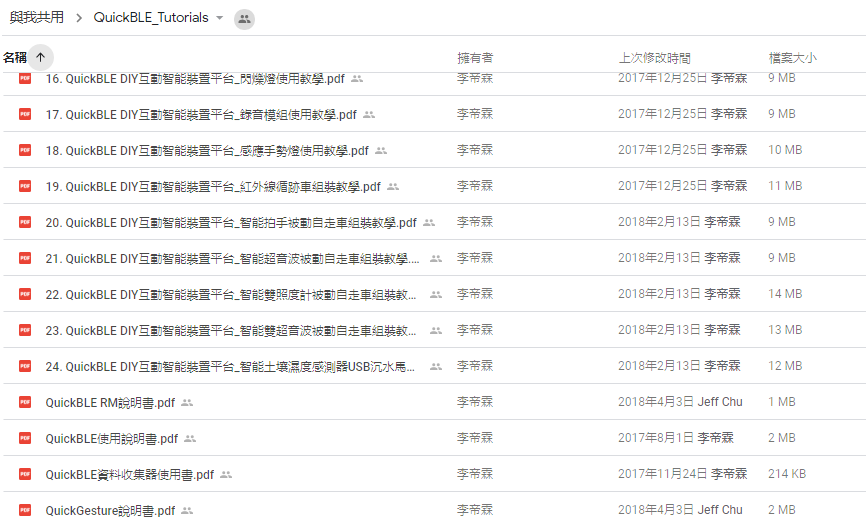 與我共用 > QuickBLE_Tutorials
名稱 擁有者 上次修改時間 檔案大小
16. QuickBLE DIY互動智能裝置平台_閃爍燈使用教學.pdf 李帝霖 2017年12月25日 李帝霖 9 MB
17. QuickBLE DIY互動智能裝置平台_錄音模組使用教學.pdf 李帝霖 2017年12月25日 李帝霖 9 MB
18. QuickBLE DIY互動智能裝置平台_感應手勢燈使用教學.pdf 李帝霖 2017年12月25日 李帝霖 10 MB
19. QuickBLE DIY互動智能裝置平台_紅外線循跡車組裝教學.pdf 李帝霖 2017年12月25日 李帝霖 11 MB
20. QuickBLE DIY互動智能裝置平台_智能拍手被動自走車組裝教學.pdf 李帝霖 2018年2月13日 李帝霖 9 MB
21. QuickBLE DIY互動智能裝置平台_智能超音波被動自走車組裝教學.... 李帝霖 2018年2月13日 李帝霖 9 MB
22. QuickBLE DIY互動智能裝置平台_智能雙照度計被動自走車組裝教... 李帝霖 2018年2月13日 李帝霖 14 MB
23. QuickBLE DIY互動智能裝置平台_智能雙超音波被動自走車組裝教... 李帝霖 2018年2月13日 李帝霖 13 MB
24. QuickBLE DIY互動智能裝置平台_智能土壤濕度感測器USB沉水馬... 李帝霖 2018年2月13日 李帝霖 12 MB
QuickBLE RM說明書.pdf 李帝霖 2018年4月3日 Jeff Chu 1 MB
QuickBLE使用說明書.pdf 李帝霖 2017年8月1日 李帝霖 2 MB
QuickBLE資料收集器使用書.pdf 李帝霖 2017年11月24日 李帝霖 214 KB
QuickGesture說明書.pdf 李帝霖 2018年4月3日 Jeff Chu 2 MB